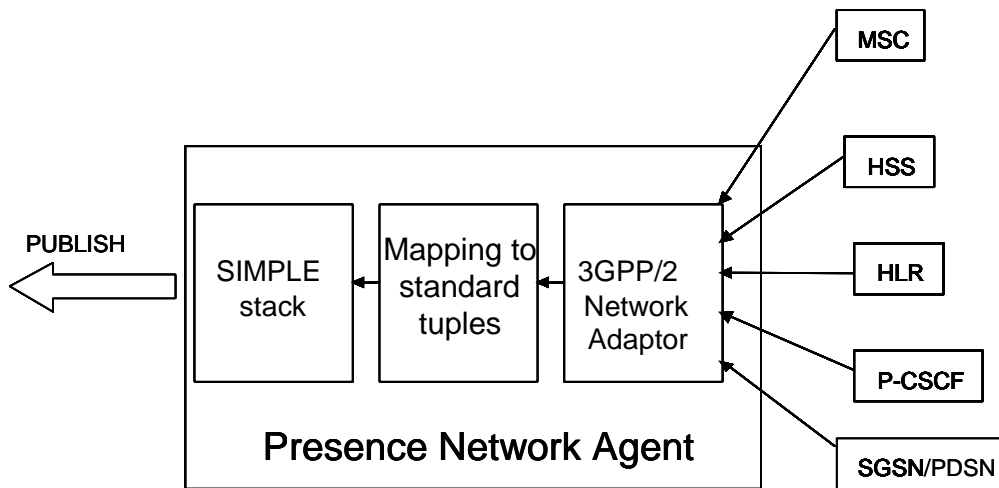 MSC
HSS
PUBLISH
SIMPLE
stack
Mapping to
standard
tuples
3GPP/2
Network
Adaptor
HLR
P-CSCF
Presence Network Agent
SGSN/PDSN